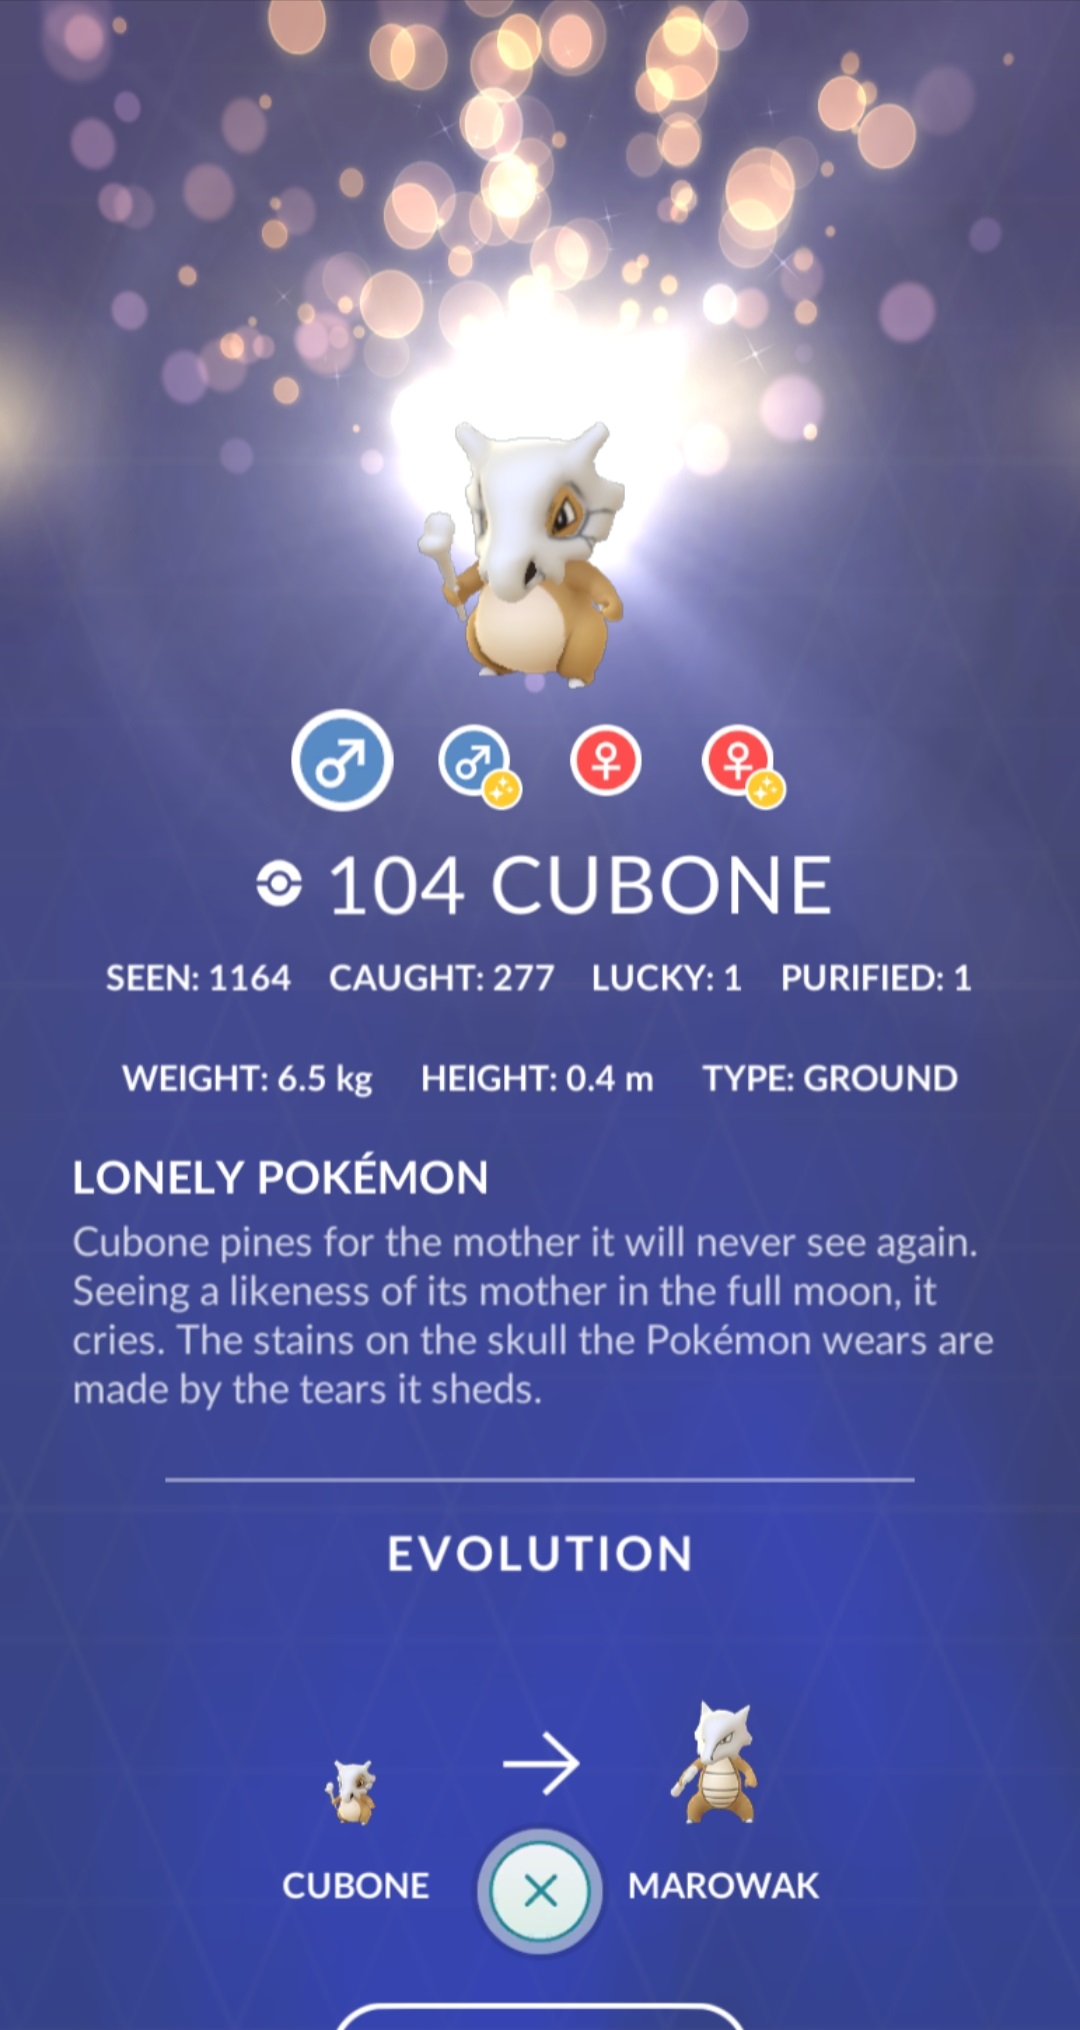 104 CUBONE
SEEN: 1164 CAUGHT: 277 LUCKY: 1 PURIFIED: 1
WEIGHT: 6.5 kg HEIGHT: 0.4 m TYPE: GROUND
LONELY POKÉMON
Cubone pines for the mother it will never see again.
Seeing a likeness of its mother in the full moon, it
cries. The stains on the skull the Pokémon wears are
made by the tears it sheds.
EVOLUTION
CUBONE MAROWAK